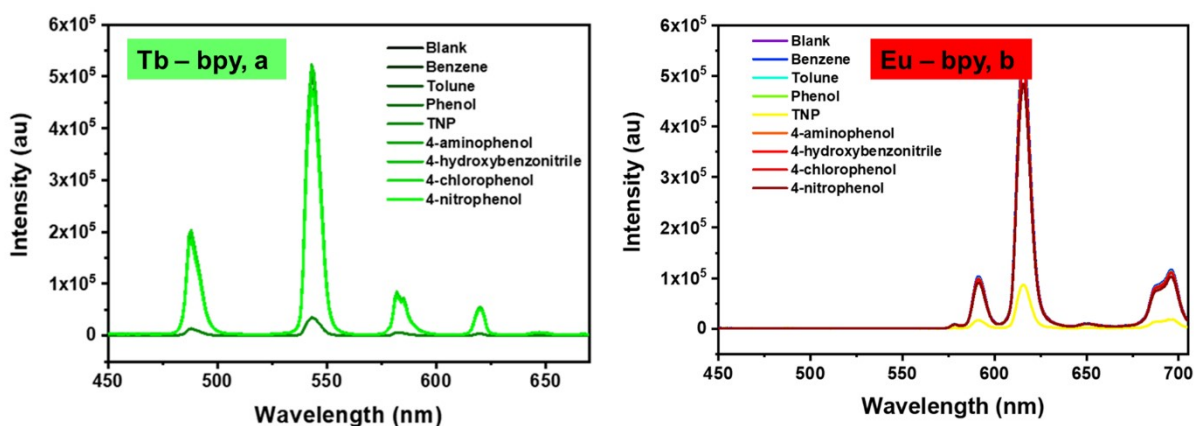 Tb – bpy, a
Blank
Benzene
Tolune
Phenol
TNP
4-aminophenol
4-hydroxybenzonitrile
4-chlorophenol
4-nitrophenol
6x10⁵
5x10⁵
4x10⁵
3x10⁵
2x10⁵
1x10⁵
0
Intensity (au)
450 500 550 600 650
Wavelength (nm)
Eu – bpy, b
Blank
Benzene
Tolune
Phenol
TNP
4-aminophenol
4-hydroxybenzonitrile
4-chlorophenol
4-nitrophenol
6x10⁵
5x10⁵
4x10⁵
3x10⁵
2x10⁵
1x10⁵
0
Intensity (au)
450 500 550 600 650 700
Wavelength (nm)